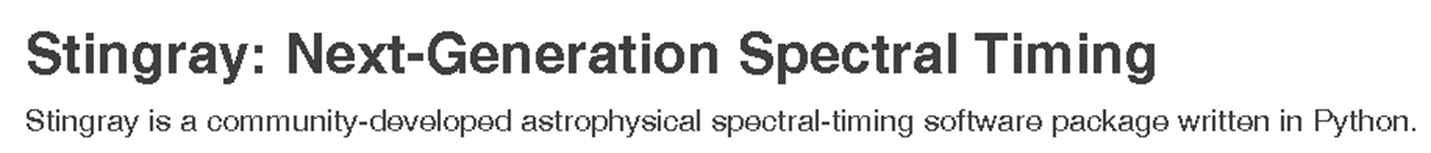 Stingray: Next-Generation Spectral Timing
Stingray is a community-developed astrophysical spectral-timing software package written in Python.